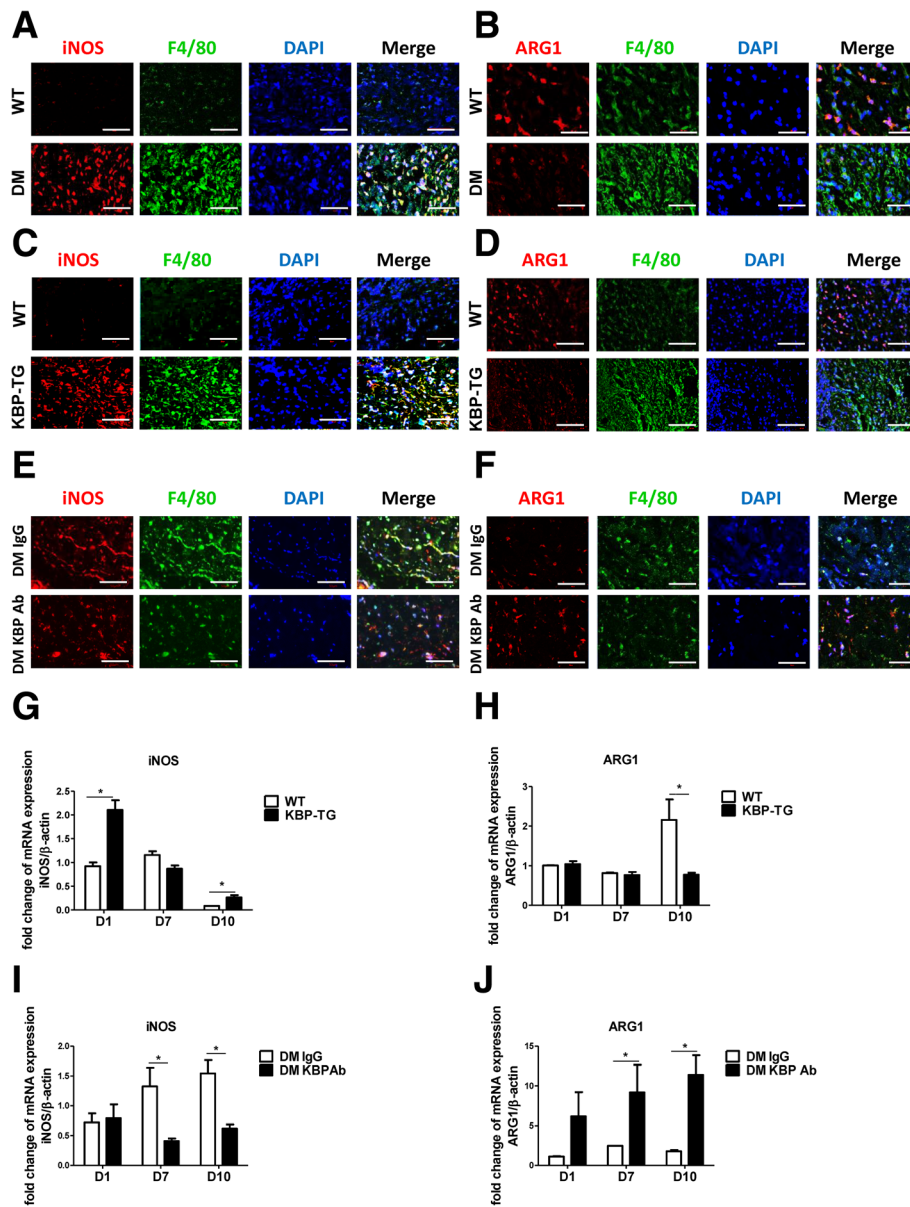 A
iNOS F4/80 DAPI Merge
WT
DM
B
ARG1 F4/80 DAPI Merge
WT
DM
C
iNOS F4/80 DAPI Merge
WT
KBP-TG
D
ARG1 F4/80 DAPI Merge
WT
KBP-TG
E
iNOS F4/80 DAPI Merge
DM IgG
DM KBP Ab
F
ARG1 F4/80 DAPI Merge
DM IgG
DM KBP Ab
G
iNOS
fold change of mRNA expression
iNOS/β-actin
2.5
2.0
1.5
1.0
0.5
0.0
* *
D1 D7 D10
WT
KBP-TG
H
ARG1
fold change of mRNA expression
ARG1/β-actin
3
2
1
0
*
D1 D7 D10
WT
KBP-TG
I
iNOS
fold change of mRNA expression
iNOS/β-actin
2.0
1.5
1.0
0.5
0.0
* *
D1 D7 D10
DM IgG
DM KBPAb
J
ARG1
fold change of mRNA expression
ARG1/β-actin
15
10
5
0
* *
D1 D7 D10
DM IgG
DM KBP Ab